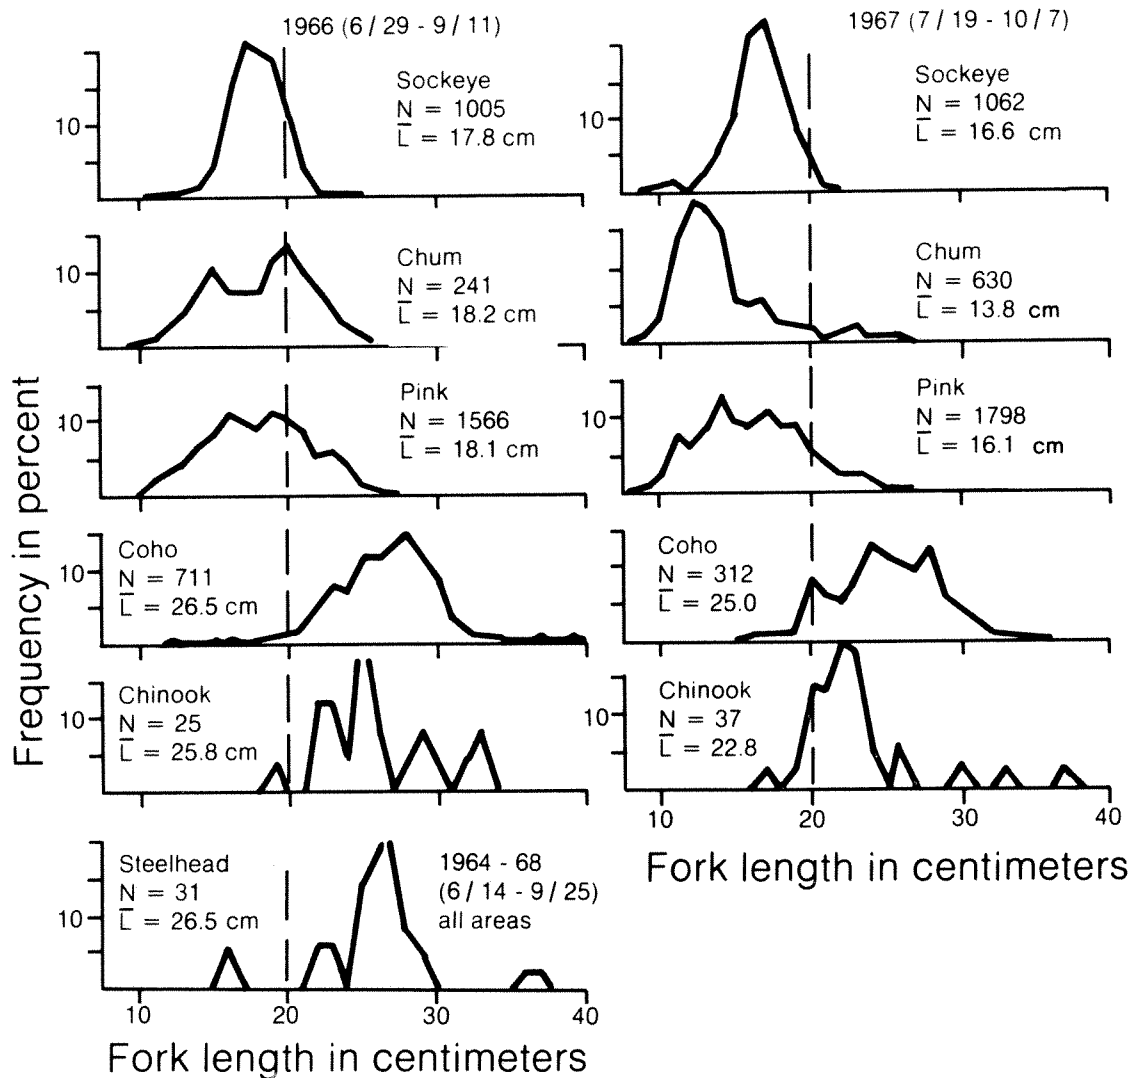 1966 (6/29 - 9/11)
Sockeye
N = 1005
L̅ = 17.8 cm
10
Chum
N = 241
L̅ = 18.2 cm
10
Pink
N = 1566
L̅ = 18.1 cm
10
Coho
N = 711
L̅ = 26.5 cm
10
Chinook
N = 25
L̅ = 25.8 cm
10
Steelhead
N = 31
L̅ = 26.5 cm
10
1964 - 68
(6/14 - 9/25)
all areas
10 20 30 40
Fork length in centimeters
Frequency in percent
1967 (7/19 - 10/7)
Sockeye
N = 1062
L̅ = 16.6 cm
10
Chum
N = 630
L̅ = 13.8 cm
Pink
N = 1798
L̅ = 16.1 cm
10
Coho
N = 312
L̅ = 25.0
Chinook
N = 37
L̅ = 22.8
10
10 20 30 40
Fork length in centimeters